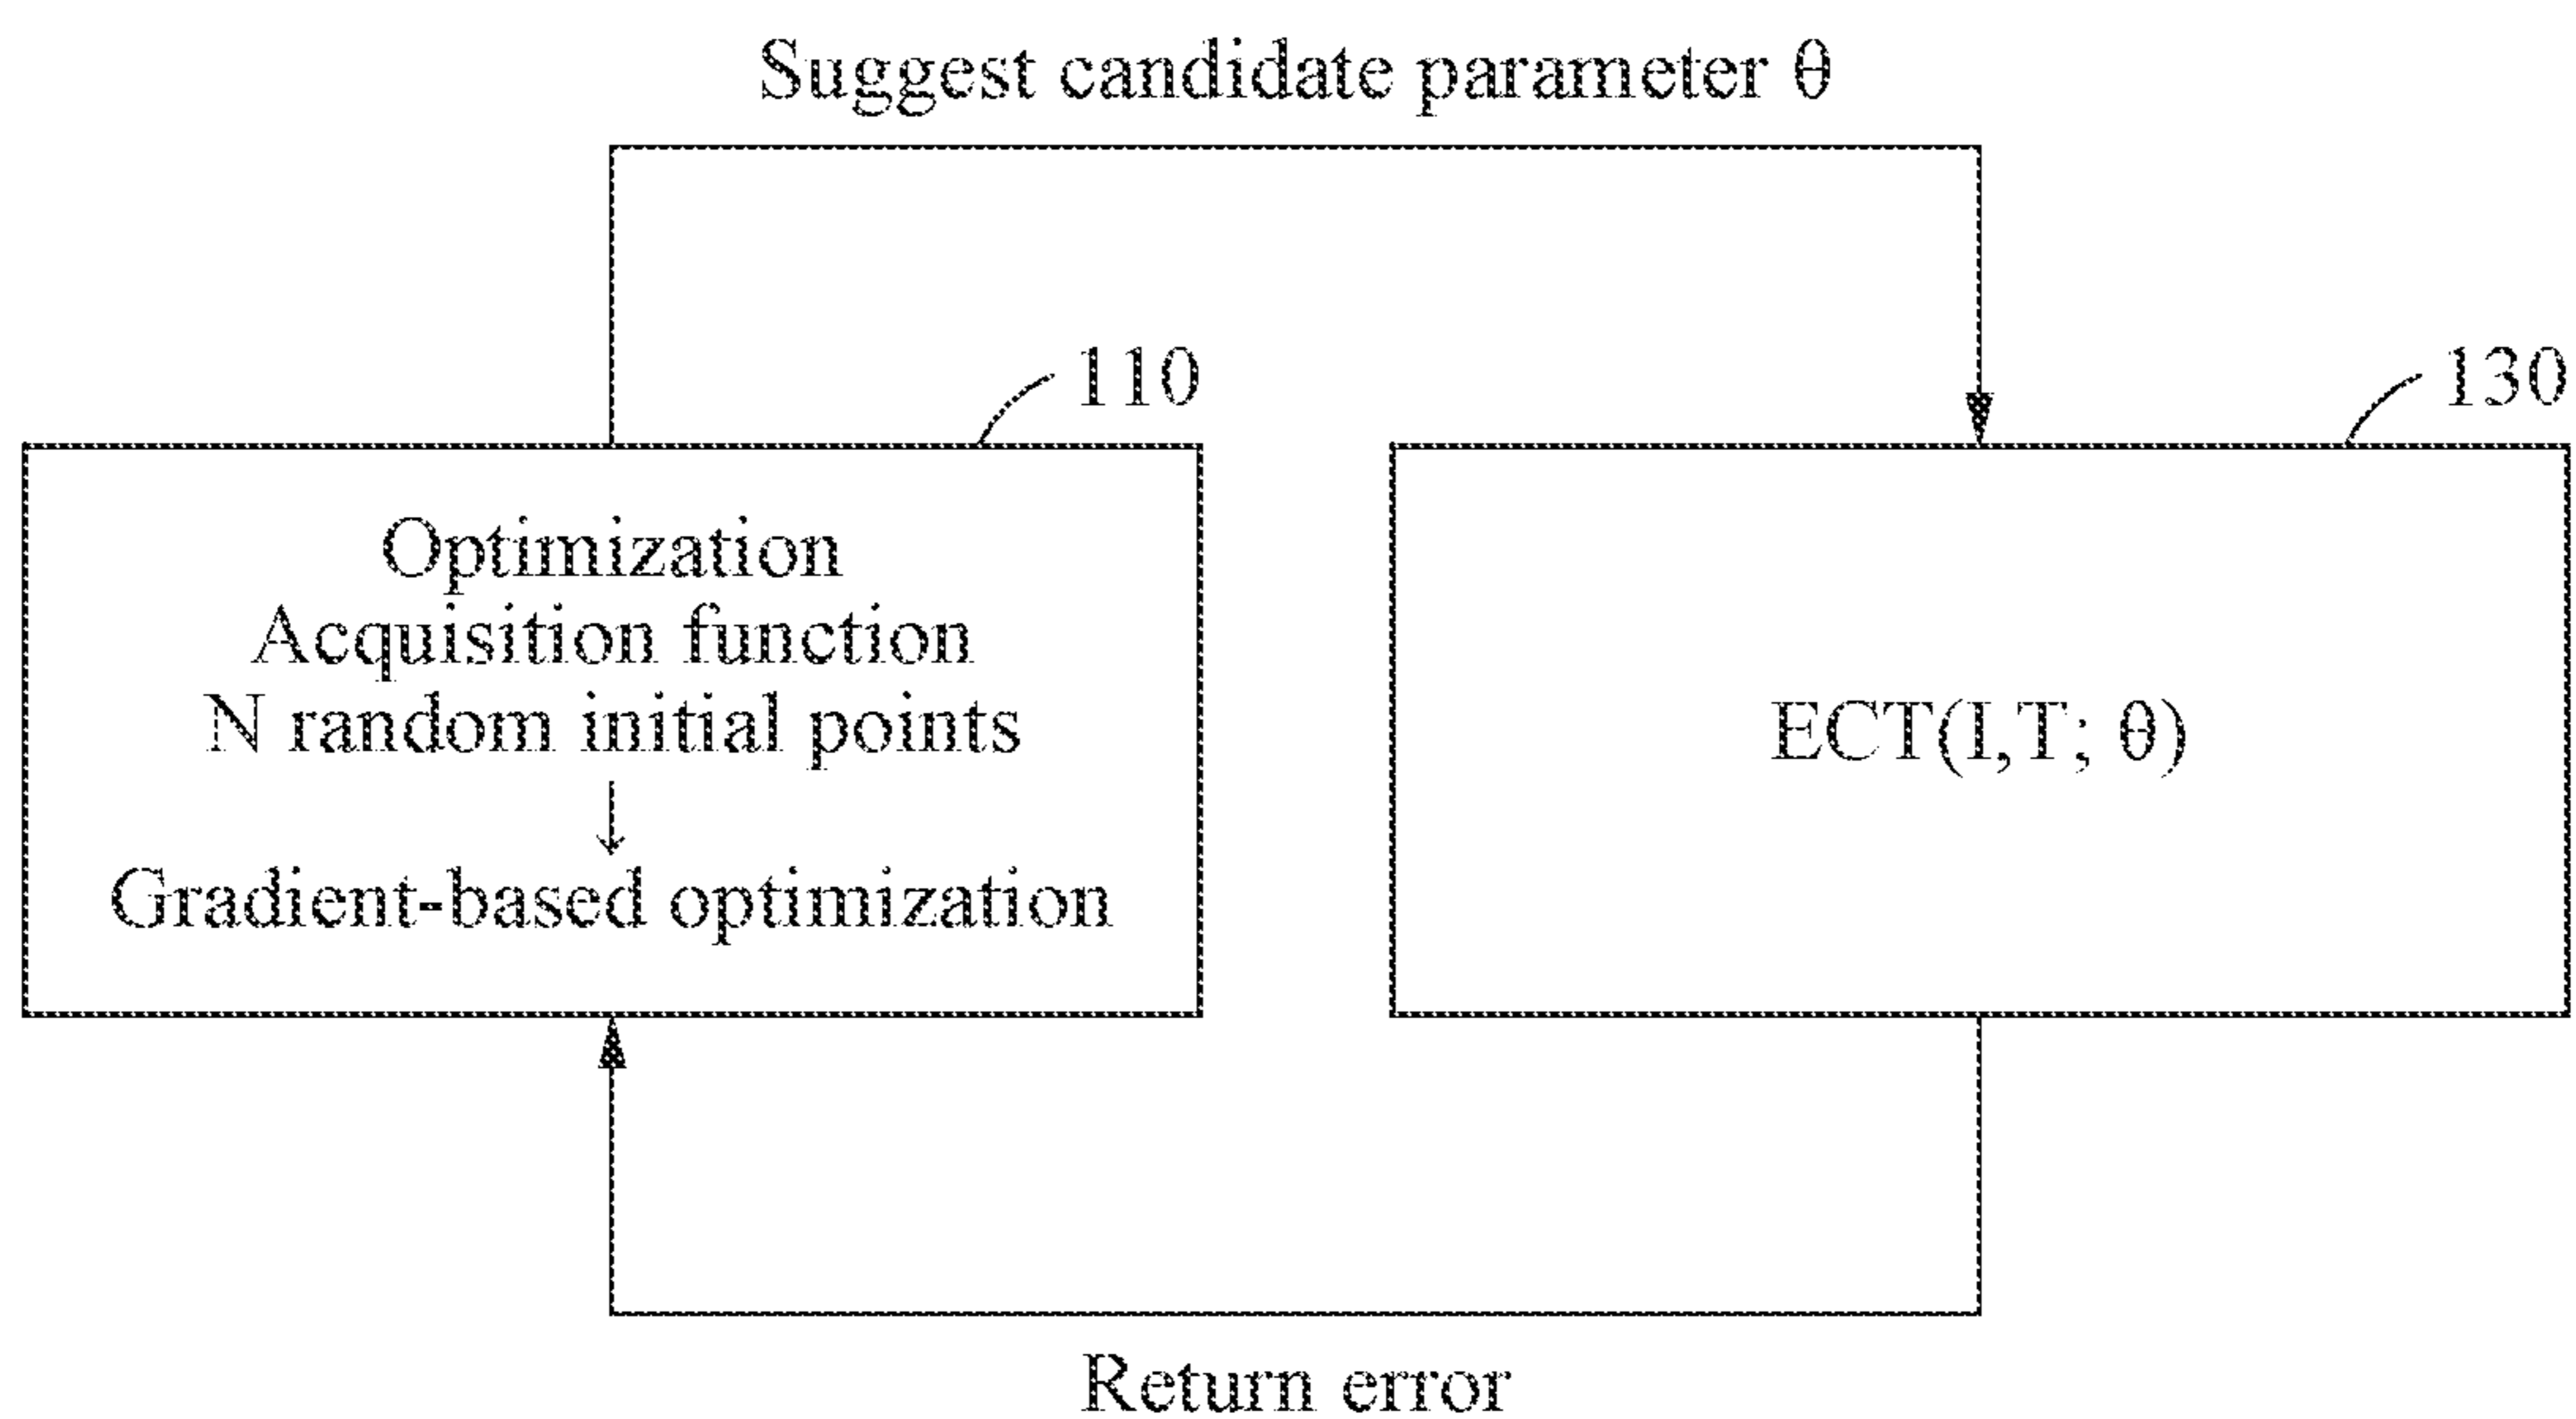 Suggest candidate parameter θ
110
130
Optimization
Acquisition function
N random initial points
↓
Gradient-based optimization
ECT(I,T; θ)
Return error